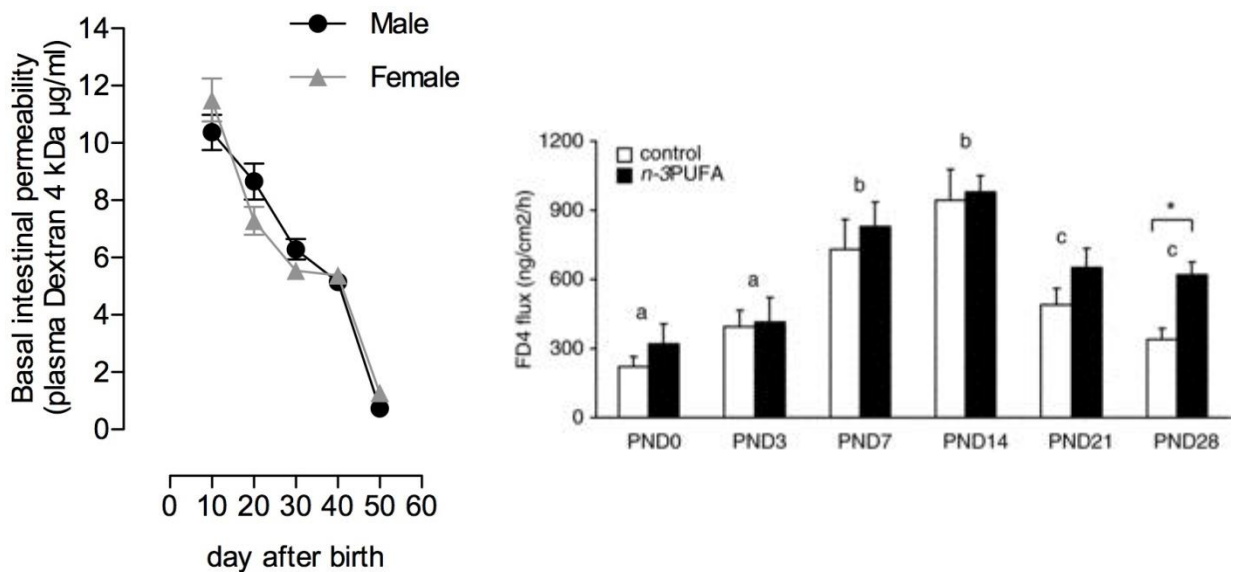 Male
Female
14
12
10
8
6
4
2
0
Basal intestinal permeability
(plasma Dextran 4 kDa µg/ml)
0 10 20 30 40 50 60
day after birth
1200
900
600
300
0
FD4 flux (ng/cm2/h)
control
n-3PUFA
a
a
b
b
c
*
c
PND0 PND3 PND7 PND14 PND21 PND28